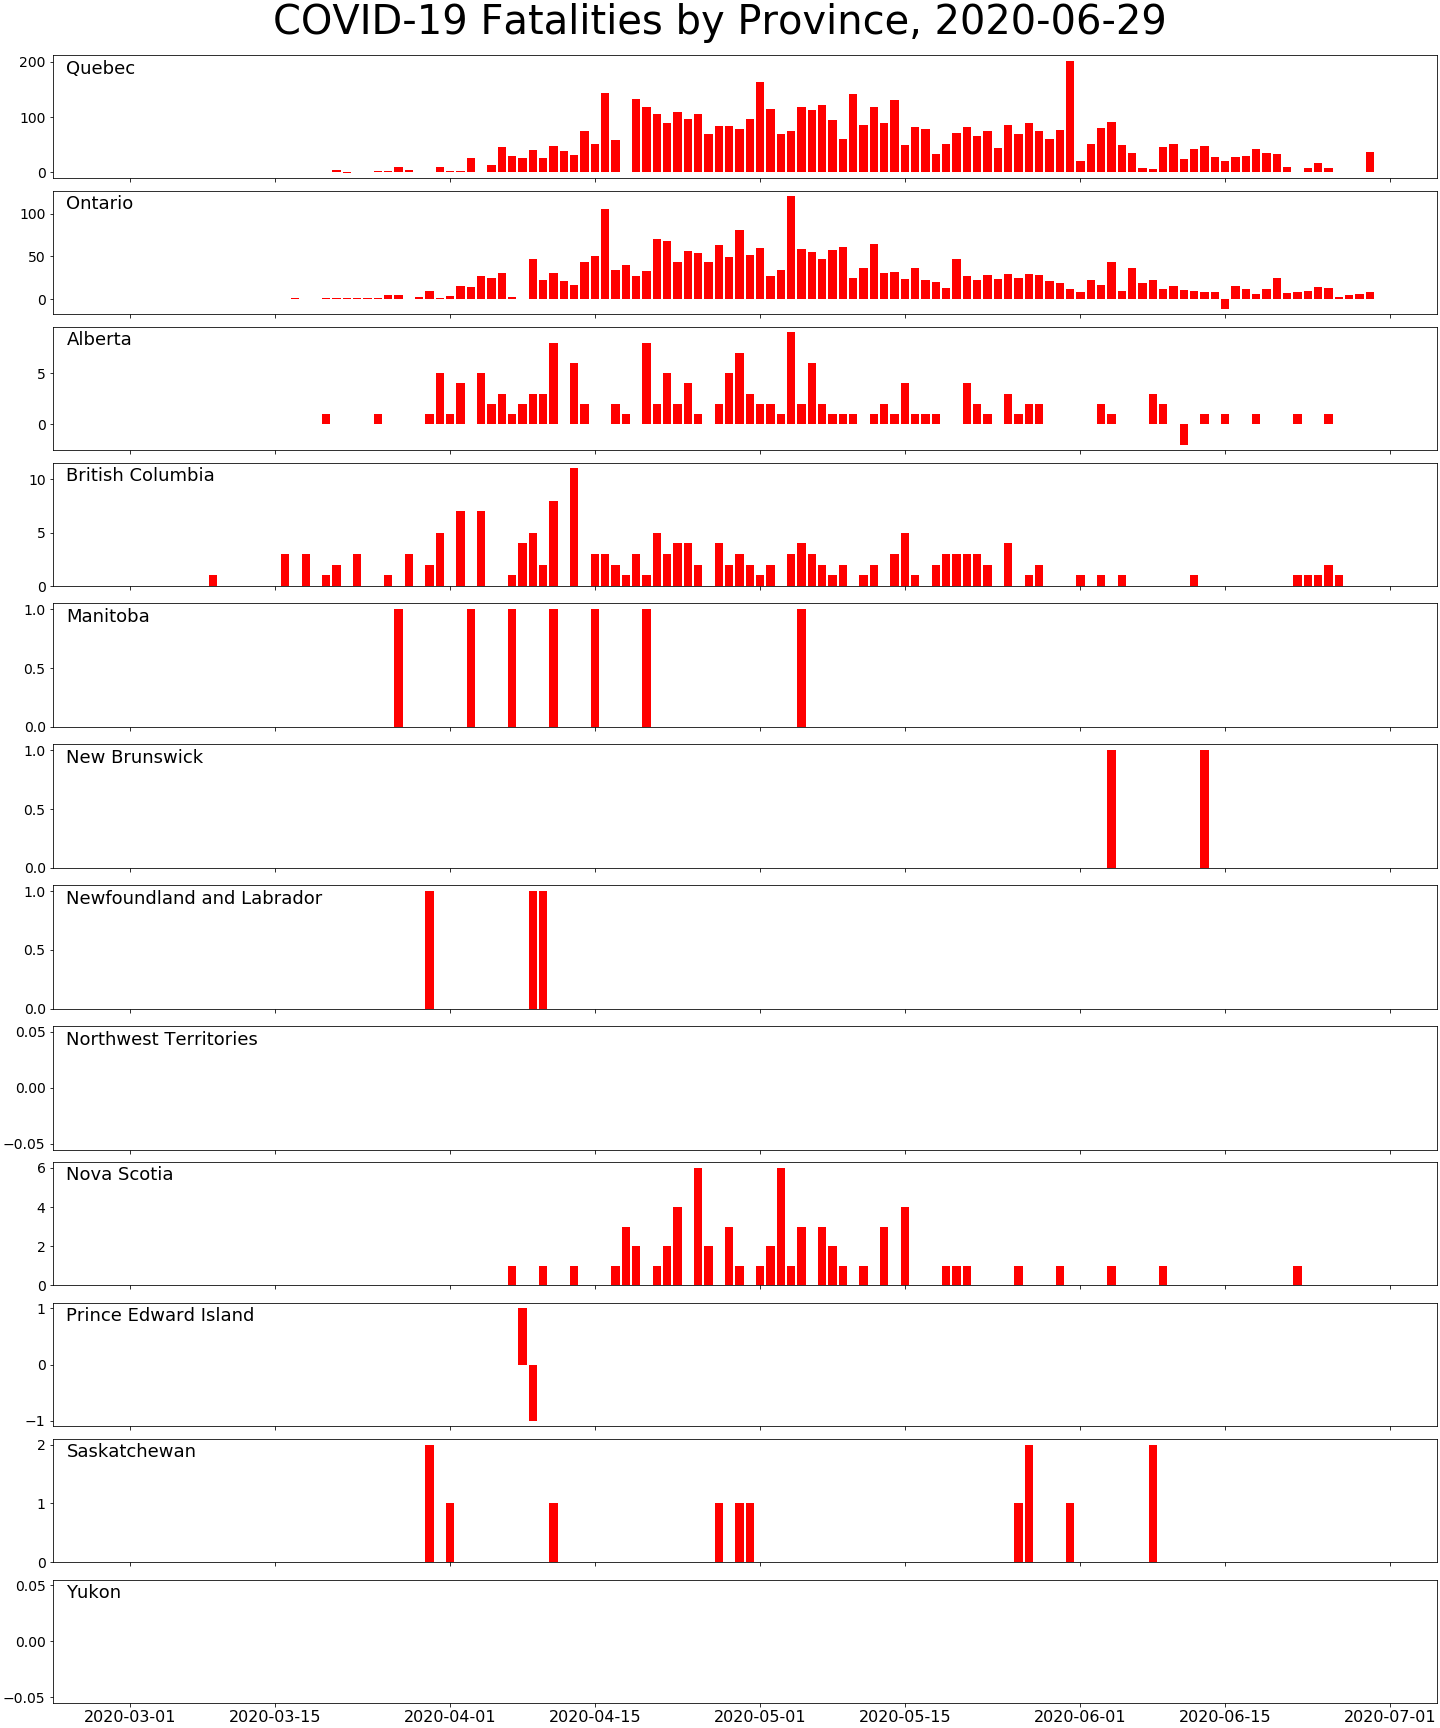 COVID-19 Fatalities by Province, 2020-06-29
Quebec
200
100
0
Ontario
100
50
0
Alberta
5
0
British Columbia
10
5
0
Manitoba
1.0
0.5
0.0
New Brunswick
1.0
0.5
0.0
Newfoundland and Labrador
1.0
0.5
0.0
Northwest Territories
0.05
0.00
−0.05
Nova Scotia
6
4
2
0
Prince Edward Island
1
0
−1
Saskatchewan
2
1
0
Yukon
0.05
0.00
−0.05
2020-03-01 2020-03-15 2020-04-01 2020-04-15 2020-05-01 2020-05-15 2020-06-01 2020-06-15 2020-07-01